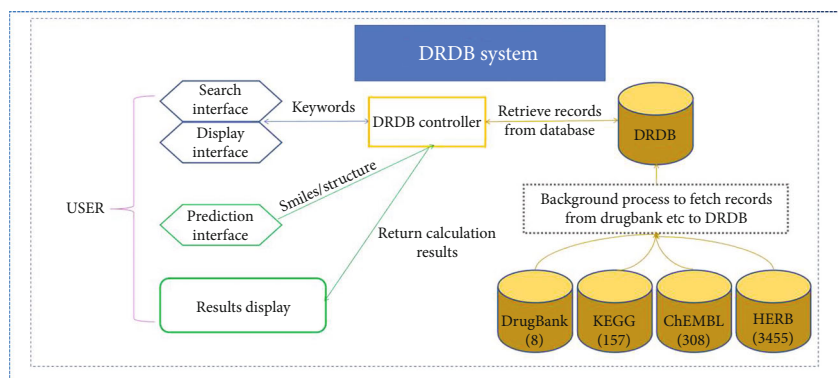 DRDB system
Search
interface
Keywords
DRDB controller
Retrieve records
from database
DRDB
Display
interface
USER
Smiles/structure
Prediction
interface
Return calculation
results
Background process to fetch records
from drugbank etc to DRDB
Results display
DrugBank
(8)
KEGG
(157)
ChEMBL
(308)
HERB
(3455)